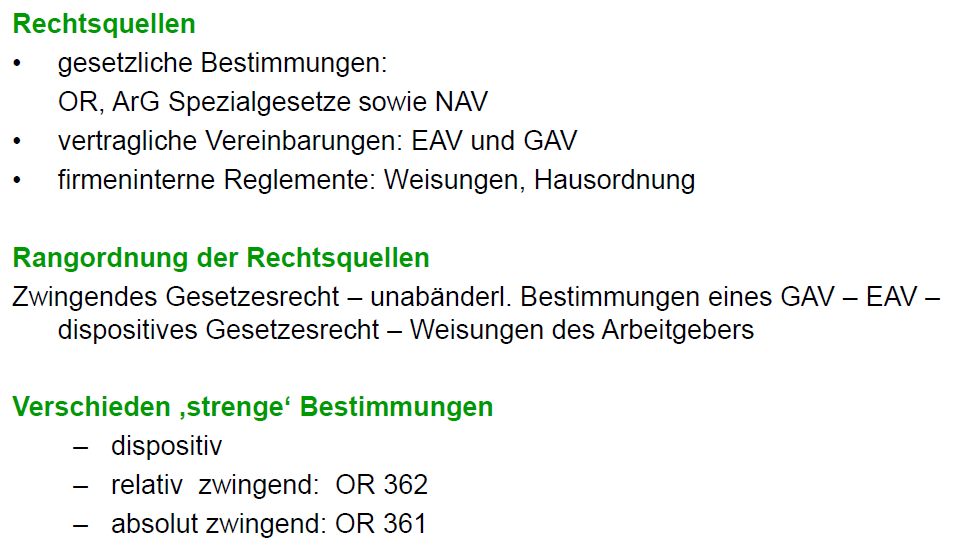 Rechtsquellen
• gesetzliche Bestimmungen:
OR, ArG Spezialgesetze sowie NAV
• vertragliche Vereinbarungen: EAV und GAV
• firmeninterne Reglemente: Weisungen, Hausordnung
Rangordnung der Rechtsquellen
Zwingendes Gesetzesrecht – unabänderl. Bestimmungen eines GAV – EAV –
dispositives Gesetzesrecht – Weisungen des Arbeitgebers
Verschieden ‚strenge‘ Bestimmungen
– dispositiv
– relativ zwingend: OR 362
– absolut zwingend: OR 361